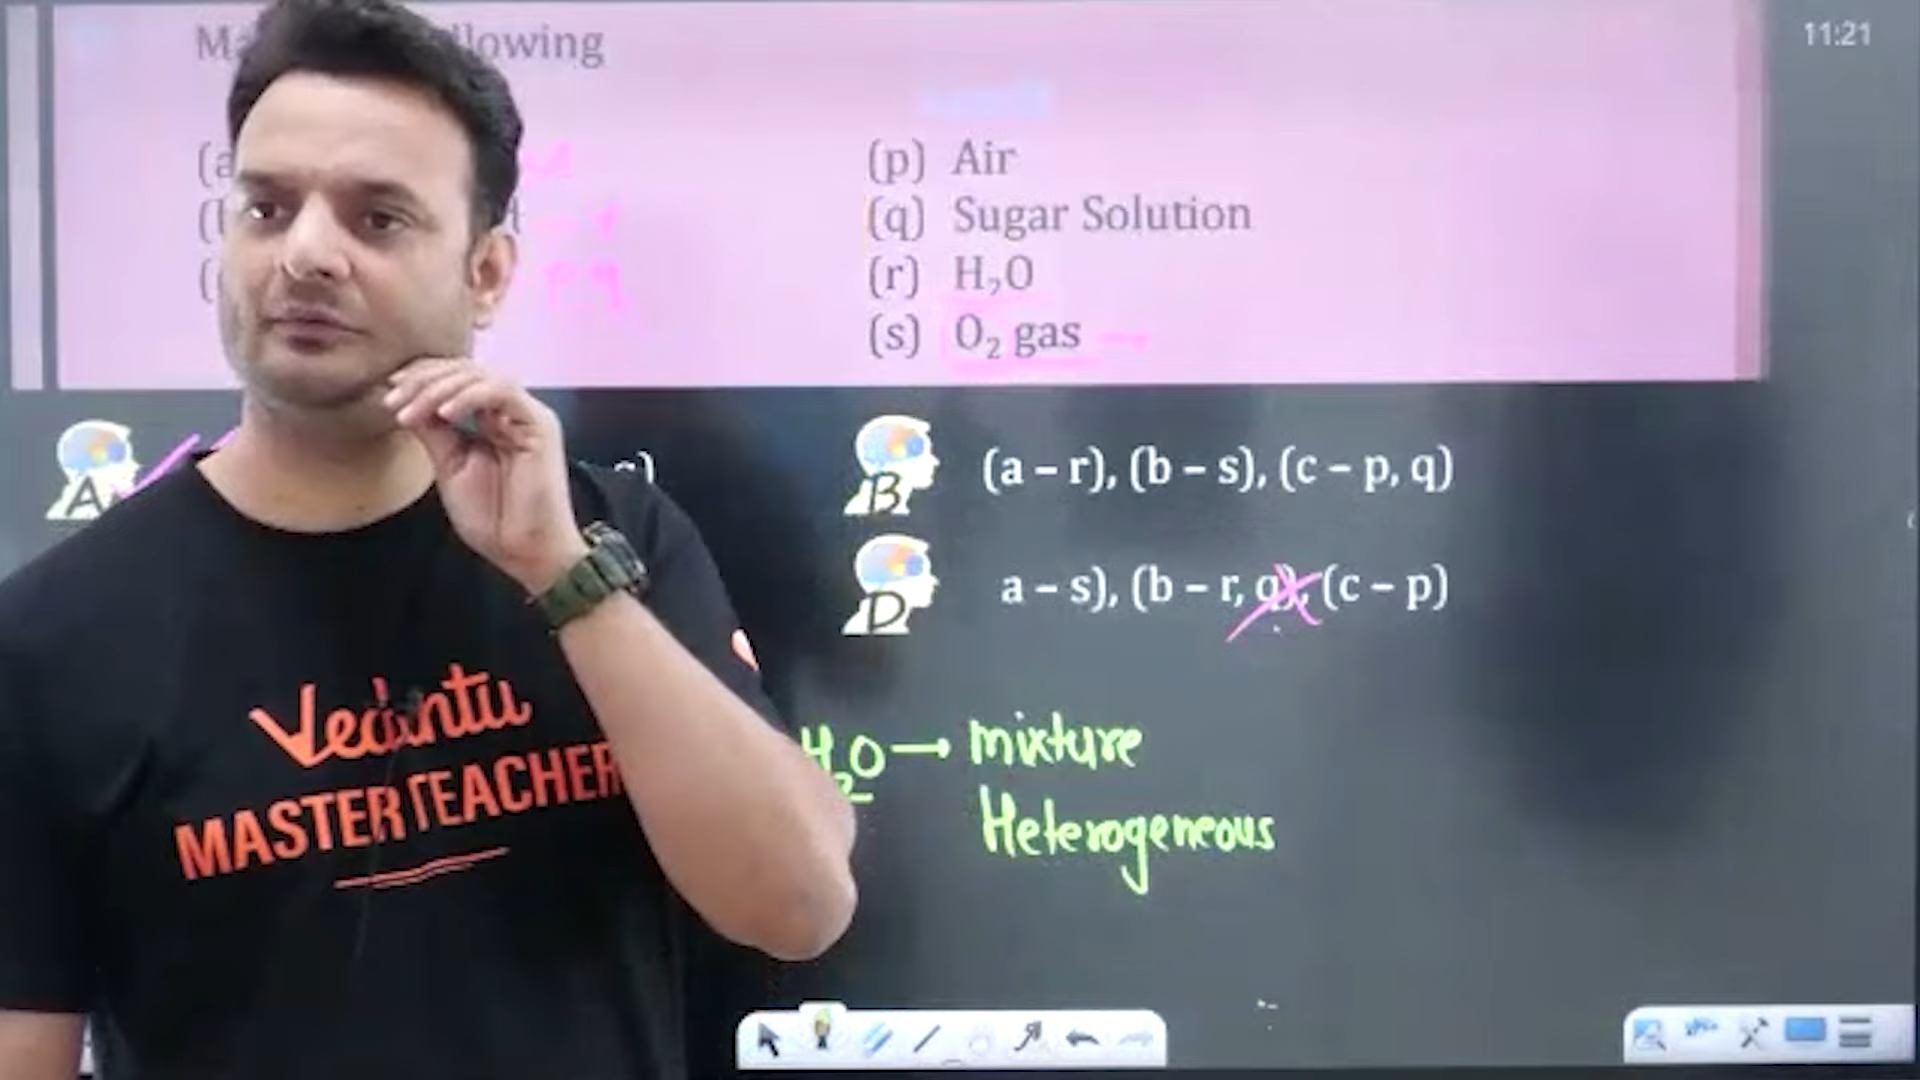 11:21
(p) Air
(q) Sugar Solution
(r) H₂O
(s) O₂ gas
p q
A
B (a – r), (b – s), (c – p, q)
D a – s), (b – r, q), (c – p)
H₂O → mixture
Heterogeneous
Vedantu
MASTER TEACHER